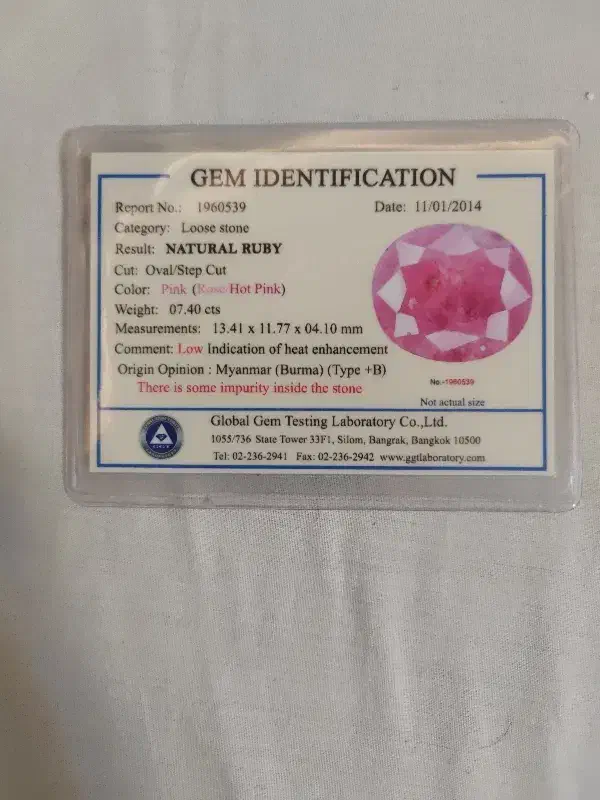 GEM IDENTIFICATION
Report No.: 1960539 Date: 11/01/2014
Category: Loose stone
Result: NATURAL RUBY
Cut: Oval/Step Cut
Color: Pink (Rose/Hot Pink)
Weight: 07.40 cts
Measurements: 13.41 x 11.77 x 04.10 mm
Comment: Low Indication of heat enhancement
Origin Opinion : Myanmar (Burma) (Type +B)
There is some impurity inside the stone
No.-1960539
Not actual size
Global Gem Testing Laboratory Co.,Ltd.
1055/736 State Tower 33F1, Silom, Bangrak, Bangkok 10500
Tel: 02-236-2941 Fax: 02-236-2942 www.ggtlaboratory.com